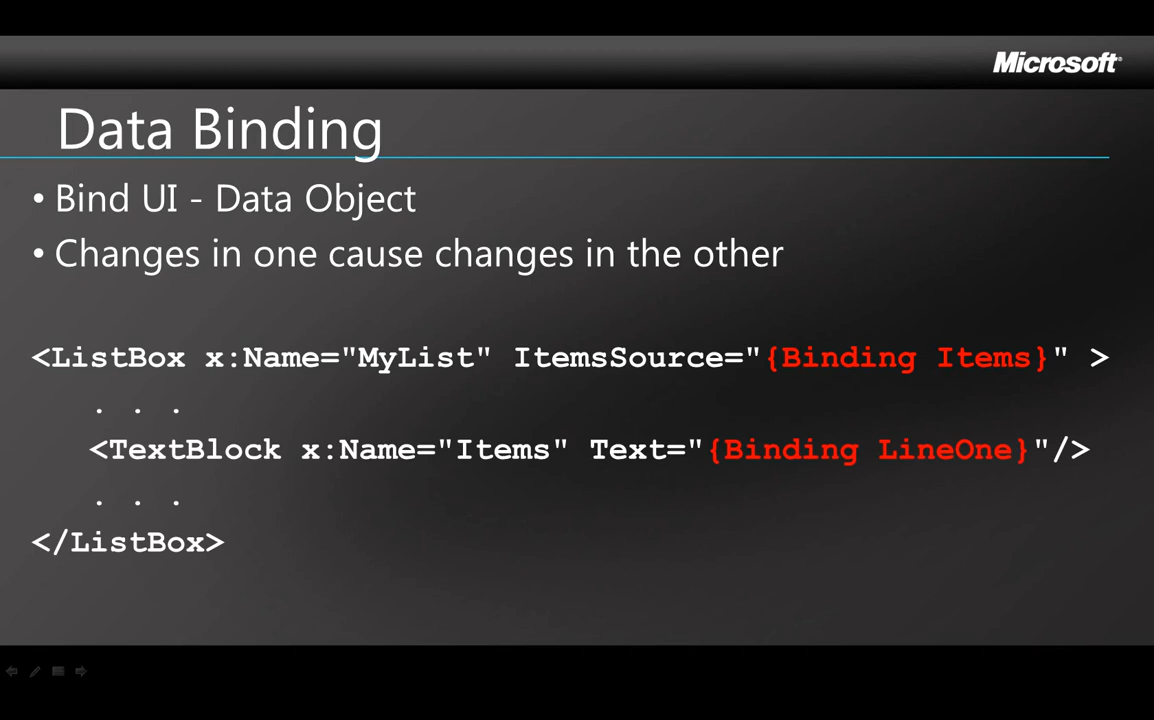 Microsoft
Data Binding
• Bind UI - Data Object
• Changes in one cause changes in the other
<ListBox x:Name="MyList" ItemsSource="{Binding Items}" >
. . .
<TextBlock x:Name="Items" Text="{Binding LineOne}"/>
. . .
</ListBox>